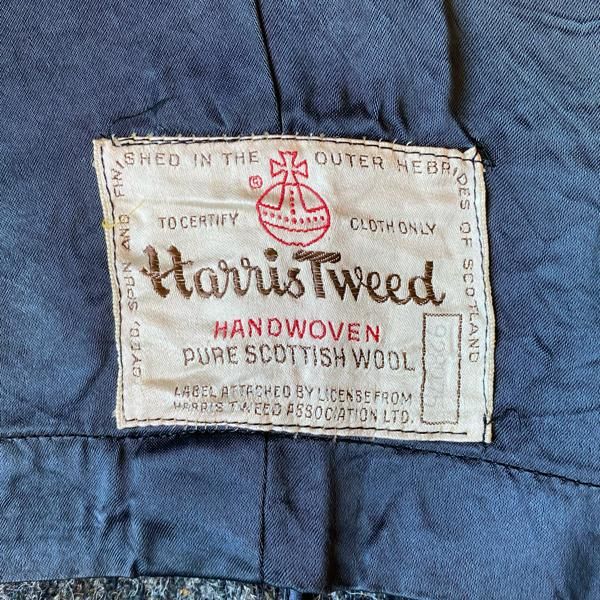 DYED, SPUN AND FINISHED IN THE OUTER HEBRIDES OF SCOTLAND
®
TO CERTIFY CLOTH ONLY
Harris Tweed
HANDWOVEN
PURE SCOTTISH WOOL
LABEL ATTACHED BY LICENSE FROM
HARRIS TWEED ASSOCIATION LTD.